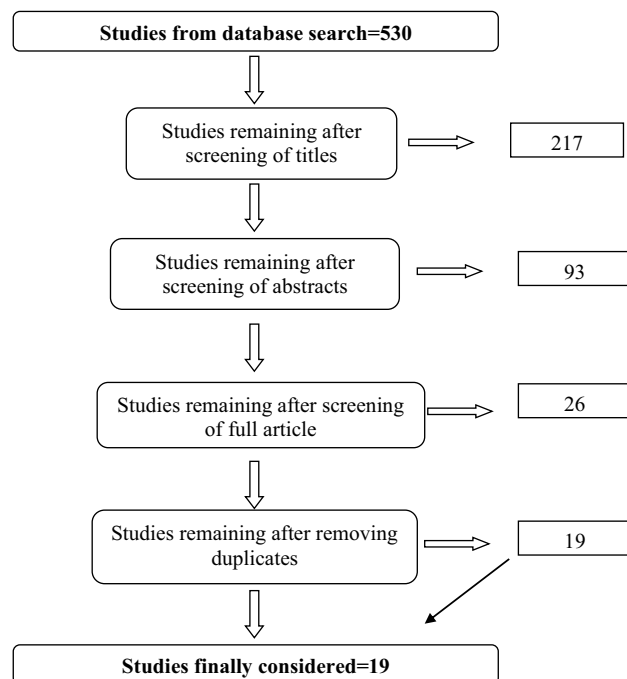 Studies from database search=530
Studies remaining after
screening of titles
217
Studies remaining after
screening of abstracts
93
Studies remaining after screening
of full article
26
Studies remaining after removing
duplicates
19
Studies finally considered=19